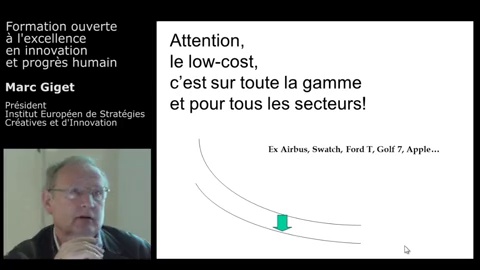 Formation ouverte
à l'excellence
en innovation
et progrès humain
Marc Giget
Président
Institut Européen de Stratégies
Créatives et d'Innovation
Attention,
le low-cost,
c’est sur toute la gamme
et pour tous les secteurs!
Ex Airbus, Swatch, Ford T, Golf 7, Apple…